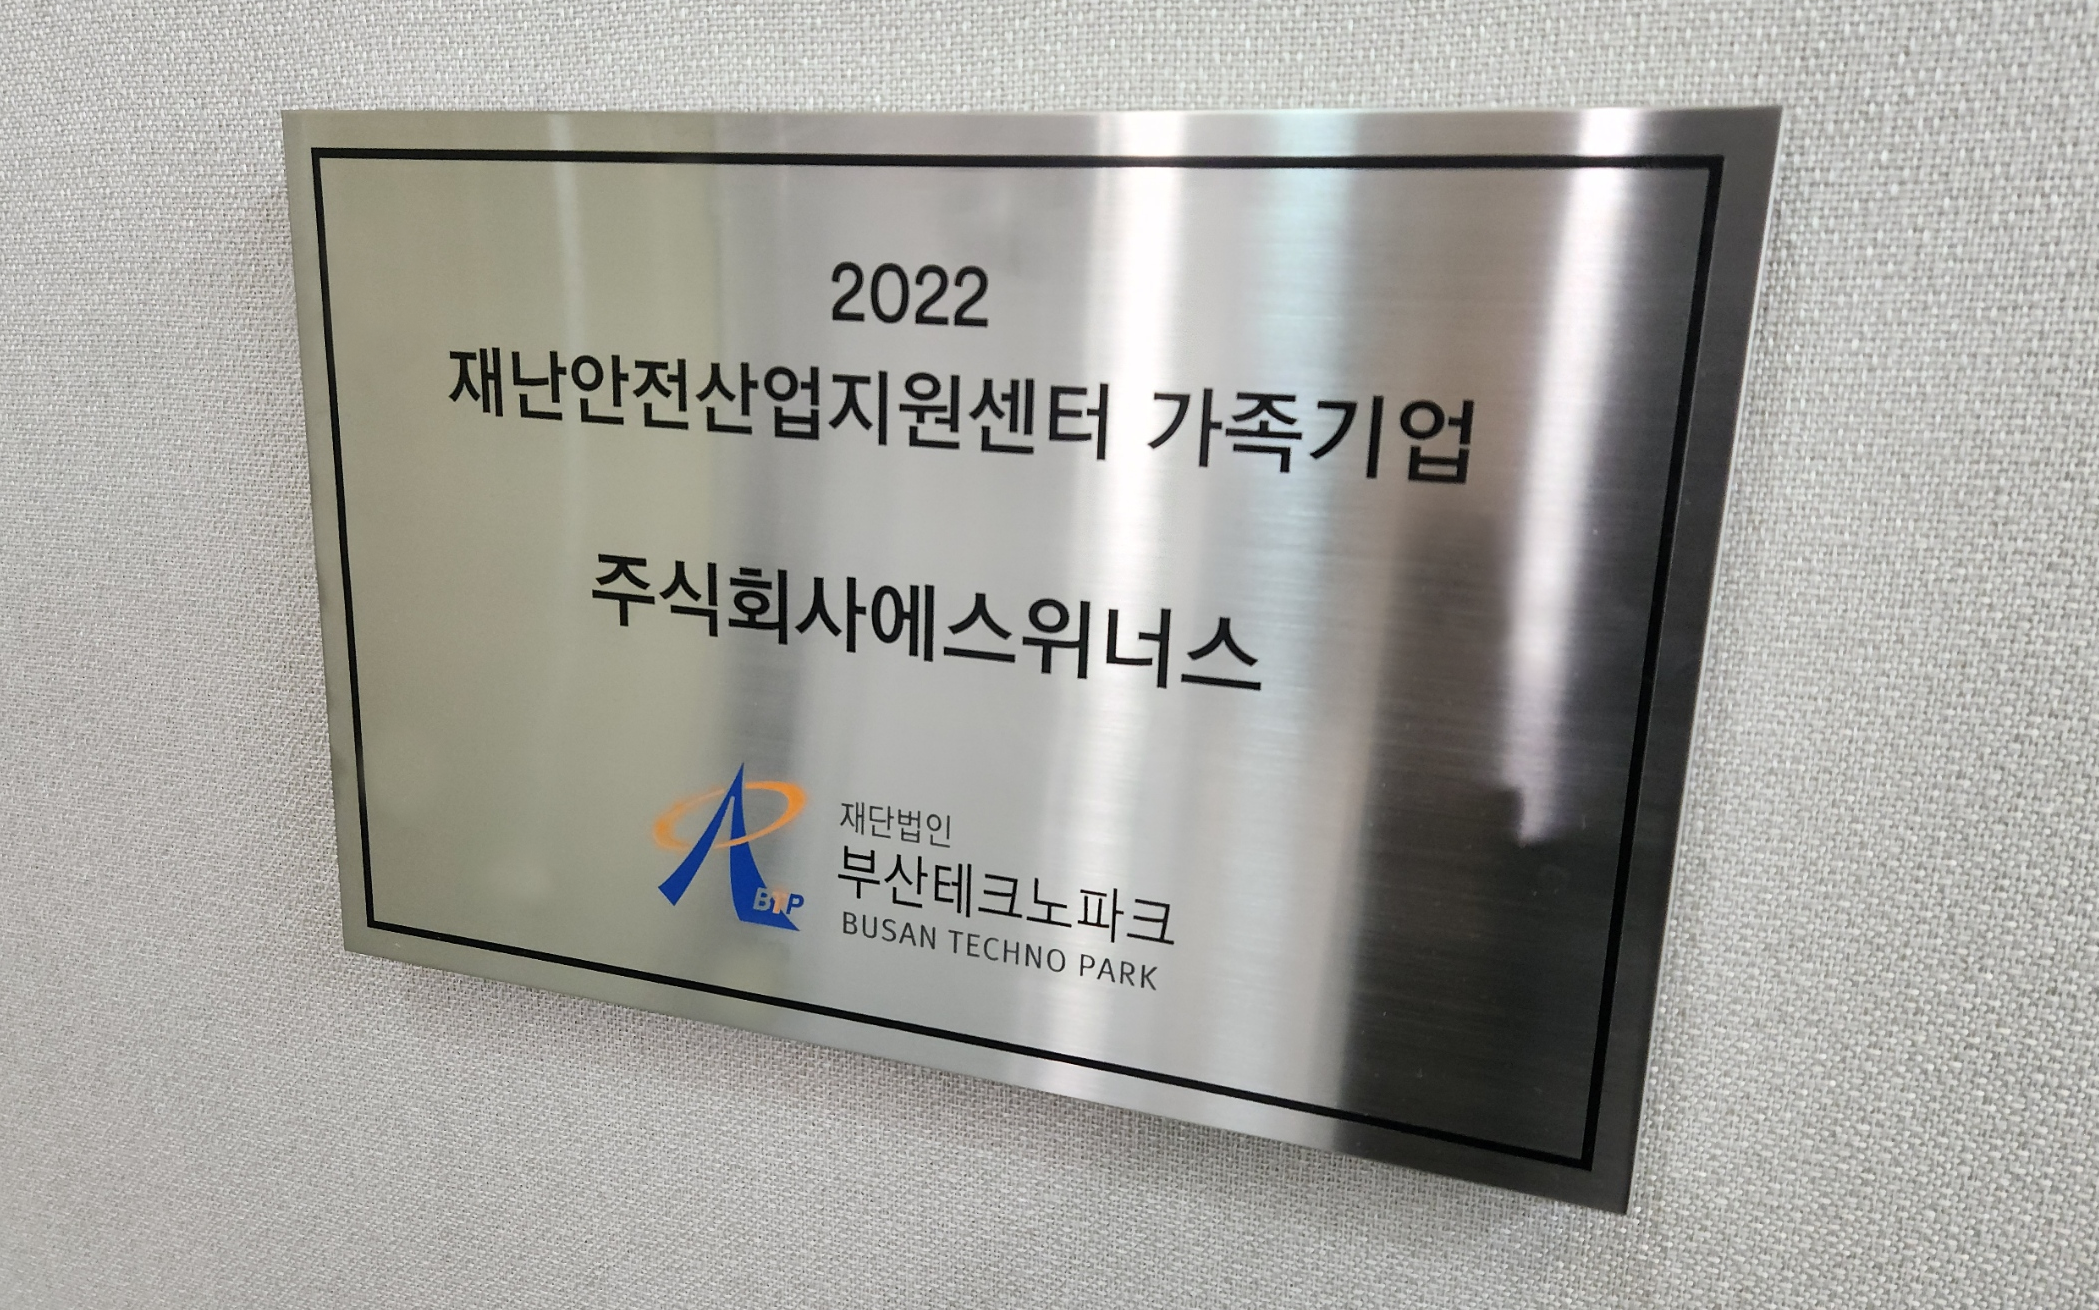 2022
재난안전산업지원센터 가족기업
주식회사에스위너스
재단법인
부산테크노파크
BUSAN TECHNO PARK
BTP